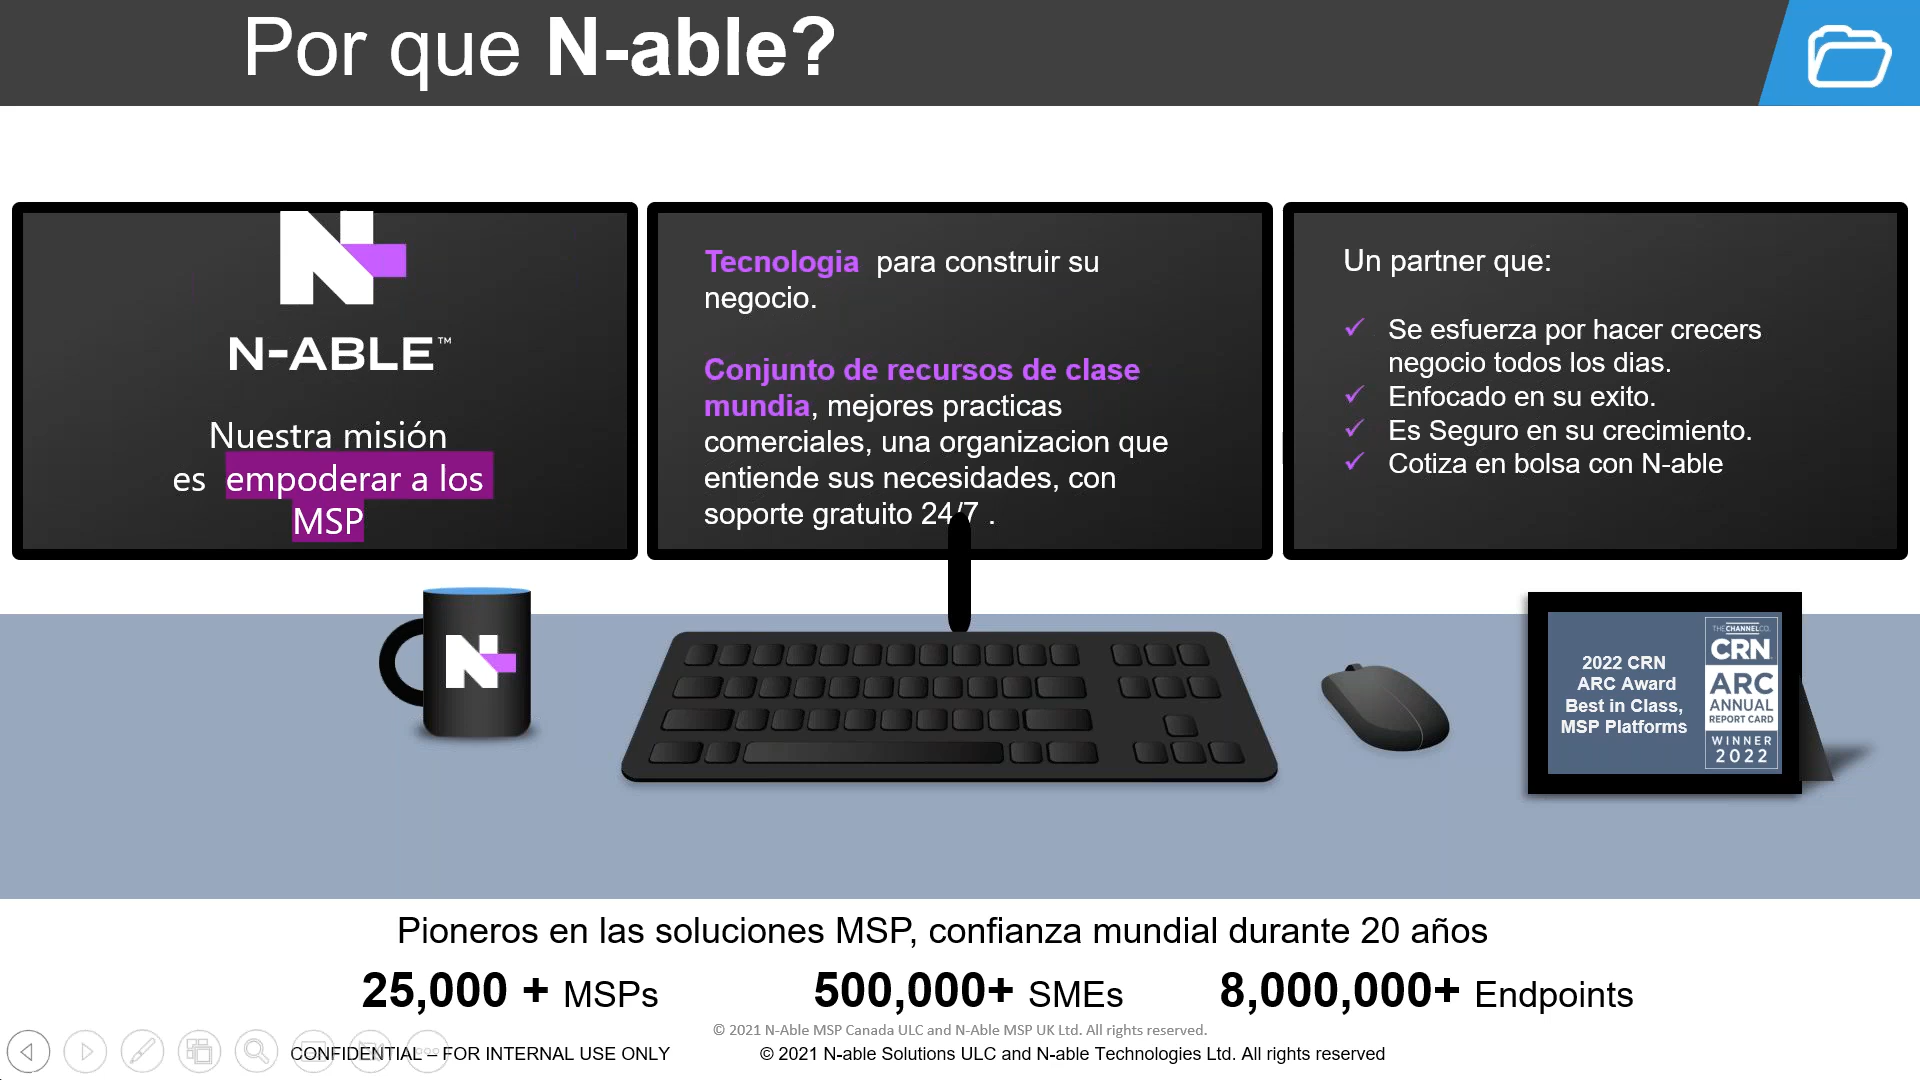 Por que N-able?
N-ABLE™
Nuestra misión
es empoderar a los
MSP
Tecnologia para construir su
negocio.
Conjunto de recursos de clase
mundia, mejores practicas
comerciales, una organizacion que
entiende sus necesidades, con
soporte gratuito 24/7 .
Un partner que:
✓ Se esfuerza por hacer crecers
negocio todos los dias.
✓ Enfocado en su exito.
✓ Es Seguro en su crecimiento.
✓ Cotiza en bolsa con N-able
2022 CRN
ARC Award
Best in Class,
MSP Platforms
THE CHANNELCO.
CRN
ARC
ANNUAL
REPORT CARD
WINNER
2022
Pioneros en las soluciones MSP, confianza mundial durante 20 años
25,000 + MSPs 500,000+ SMEs 8,000,000+ Endpoints
© 2021 N-Able MSP Canada ULC and N-Able MSP UK Ltd. All rights reserved.
CONFIDENTIAL – FOR INTERNAL USE ONLY © 2021 N-able Solutions ULC and N-able Technologies Ltd. All rights reserved